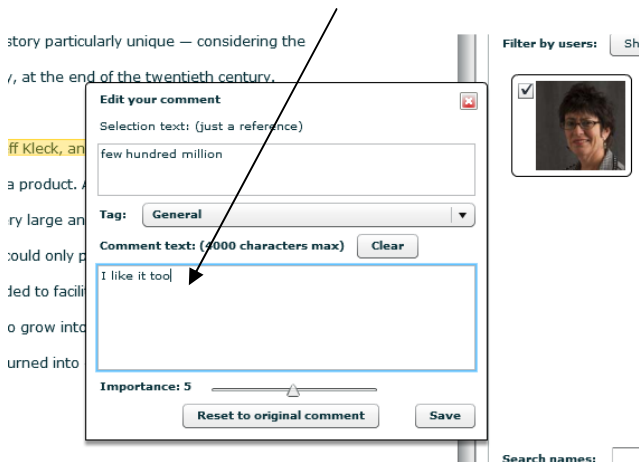 story particularly unique — considering the
y, at the end of the twentieth century.
ff Kleck, an
a product. A
ry large an
could only p
ded to facili
o grow into
urned into
Edit your comment
Selection text: (just a reference)
few hundred million
Tag: General
Comment text: (4000 characters max) Clear
I like it too
Importance: 5
Reset to original comment Save
Filter by users: Sh
Search names: